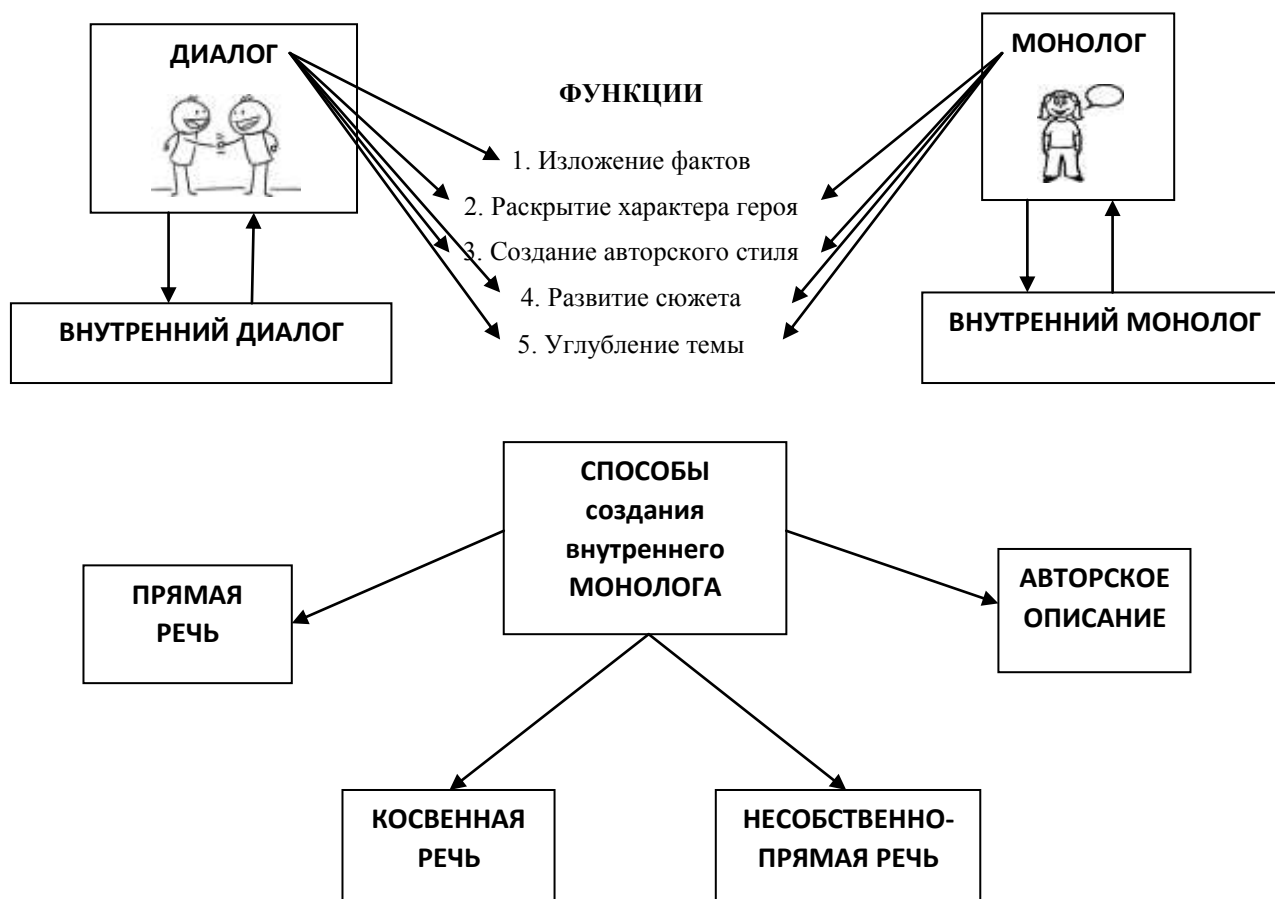 ДИАЛОГ
МОНОЛОГ
ФУНКЦИИ
1. Изложение фактов
2. Раскрытие характера героя
3. Создание авторского стиля
4. Развитие сюжета
5. Углубление темы
ВНУТРЕННИЙ ДИАЛОГ
ВНУТРЕННИЙ МОНОЛОГ
СПОСОБЫ
создания
внутреннего
МОНОЛОГА
ПРЯМАЯ
РЕЧЬ
АВТОРСКОЕ
ОПИСАНИЕ
КОСВЕННАЯ
РЕЧЬ
НЕСОБСТВЕННО-
ПРЯМАЯ РЕЧЬ